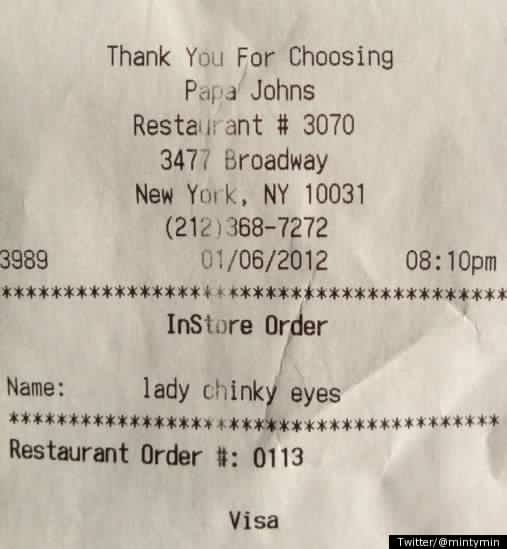 Thank You For Choosing
Papa Johns
Restaurant # 3070
3477 Broadway
New York, NY 10031
(212)368-7272
3989 01/06/2012 08:10pm
******************************************
InStore Order
Name: lady chinky eyes
******************************************
Restaurant Order #: 0113
Visa
Twitter/@mintymin